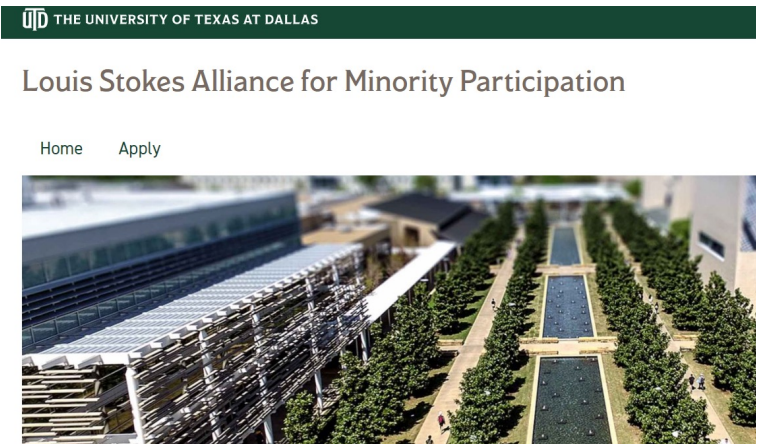 UTD THE UNIVERSITY OF TEXAS AT DALLAS
Louis Stokes Alliance for Minority Participation
Home Apply